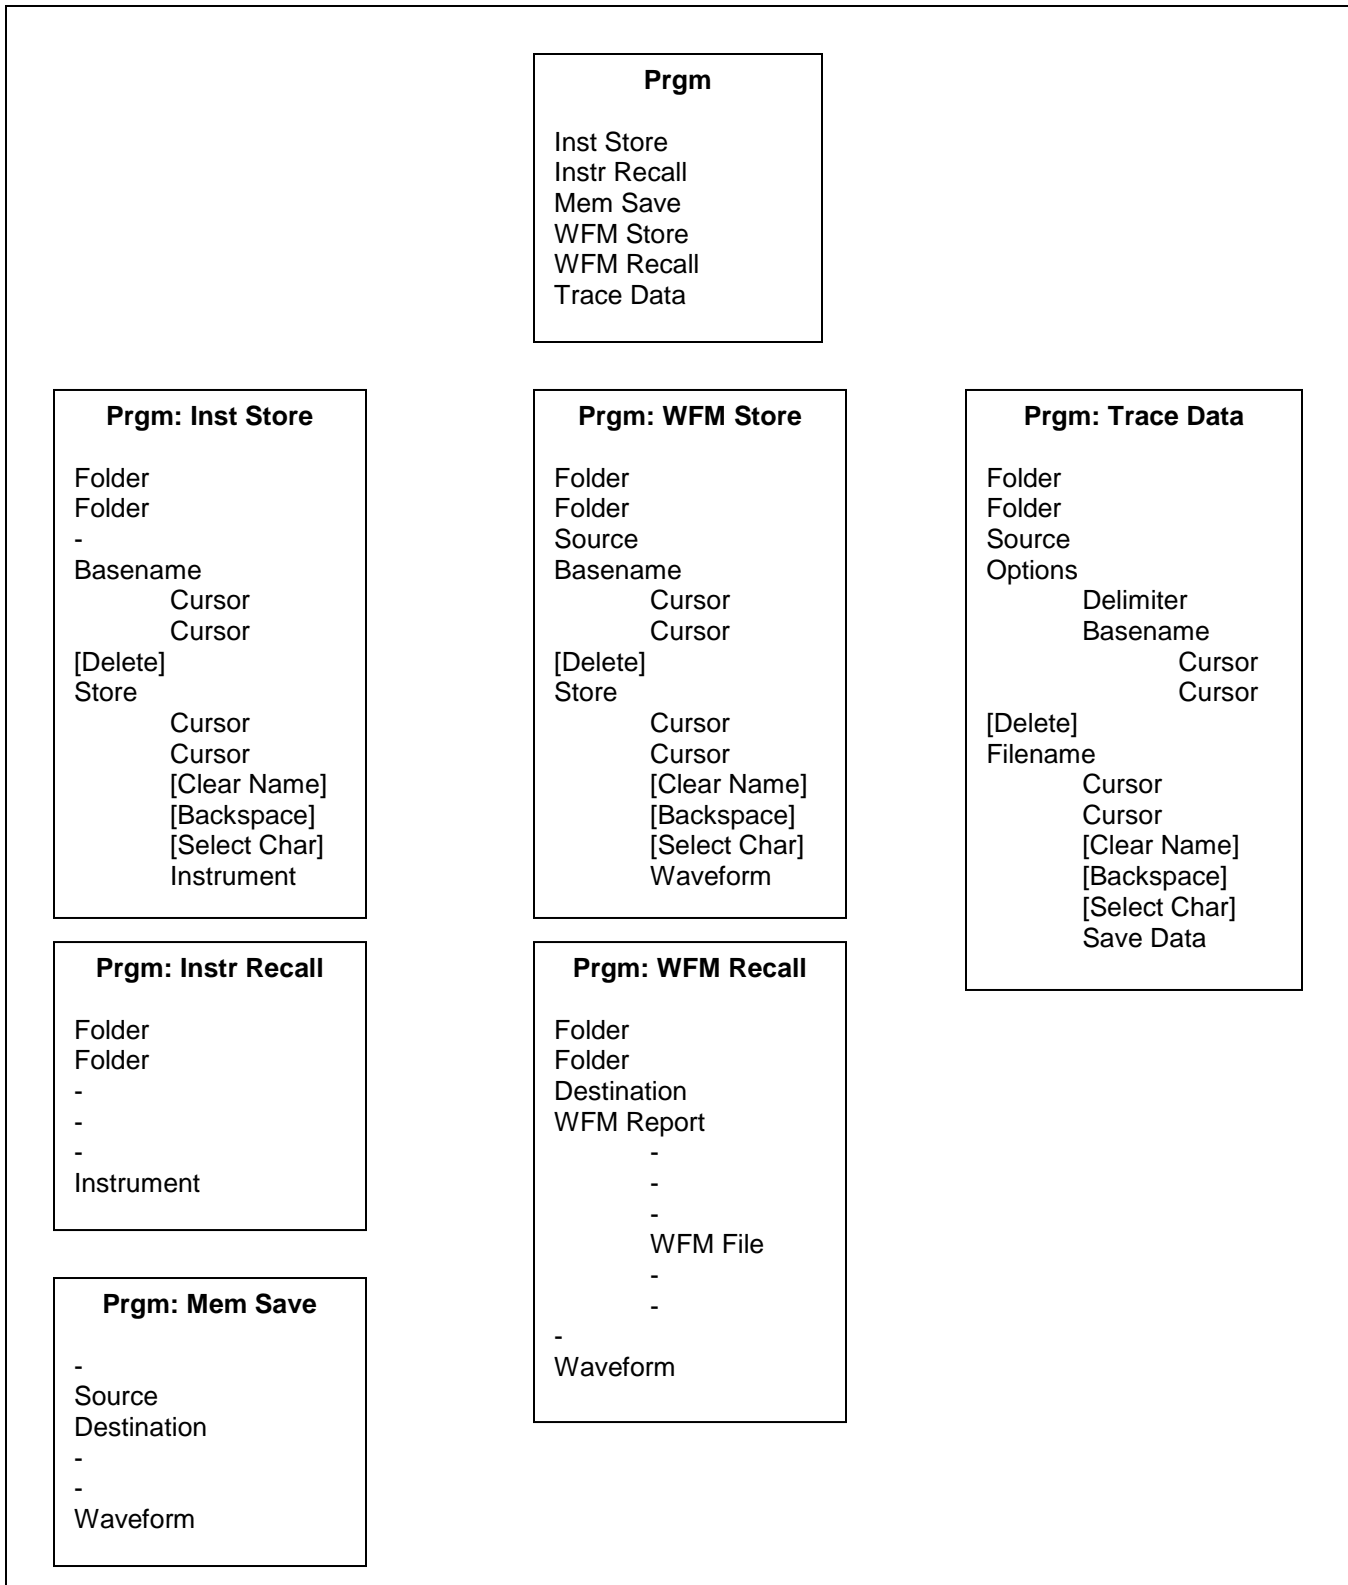 Prgm
Inst Store
Instr Recall
Mem Save
WFM Store
WFM Recall
Trace Data
Prgm: Inst Store
Folder
Folder
-
Basename
Cursor
Cursor
[Delete]
Store
Cursor
Cursor
[Clear Name]
[Backspace]
[Select Char]
Instrument
Prgm: WFM Store
Folder
Folder
Source
Basename
Cursor
Cursor
[Delete]
Store
Cursor
Cursor
[Clear Name]
[Backspace]
[Select Char]
Waveform
Prgm: Trace Data
Folder
Folder
Source
Options
Delimiter
Basename
Cursor
Cursor
[Delete]
Filename
Cursor
Cursor
[Clear Name]
[Backspace]
[Select Char]
Save Data
Prgm: Instr Recall
Folder
Folder
-
-
-
Instrument
Prgm: WFM Recall
Folder
Folder
Destination
WFM Report
-
-
-
WFM File
-
-
-
Waveform
Prgm: Mem Save
-
Source
Destination
-
-
Waveform